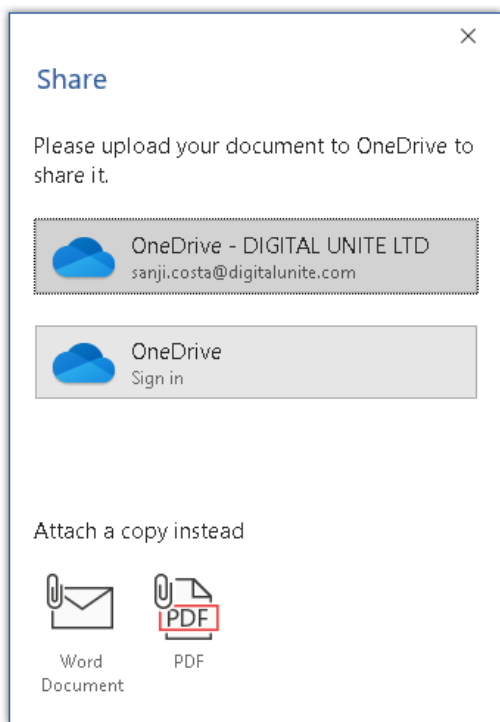 Share
Please upload your document to OneDrive to
share it.
OneDrive - DIGITAL UNITE LTD
sanji.costa@digitalunite.com
OneDrive
Sign in
Attach a copy instead
PDF
Word
Document
PDF